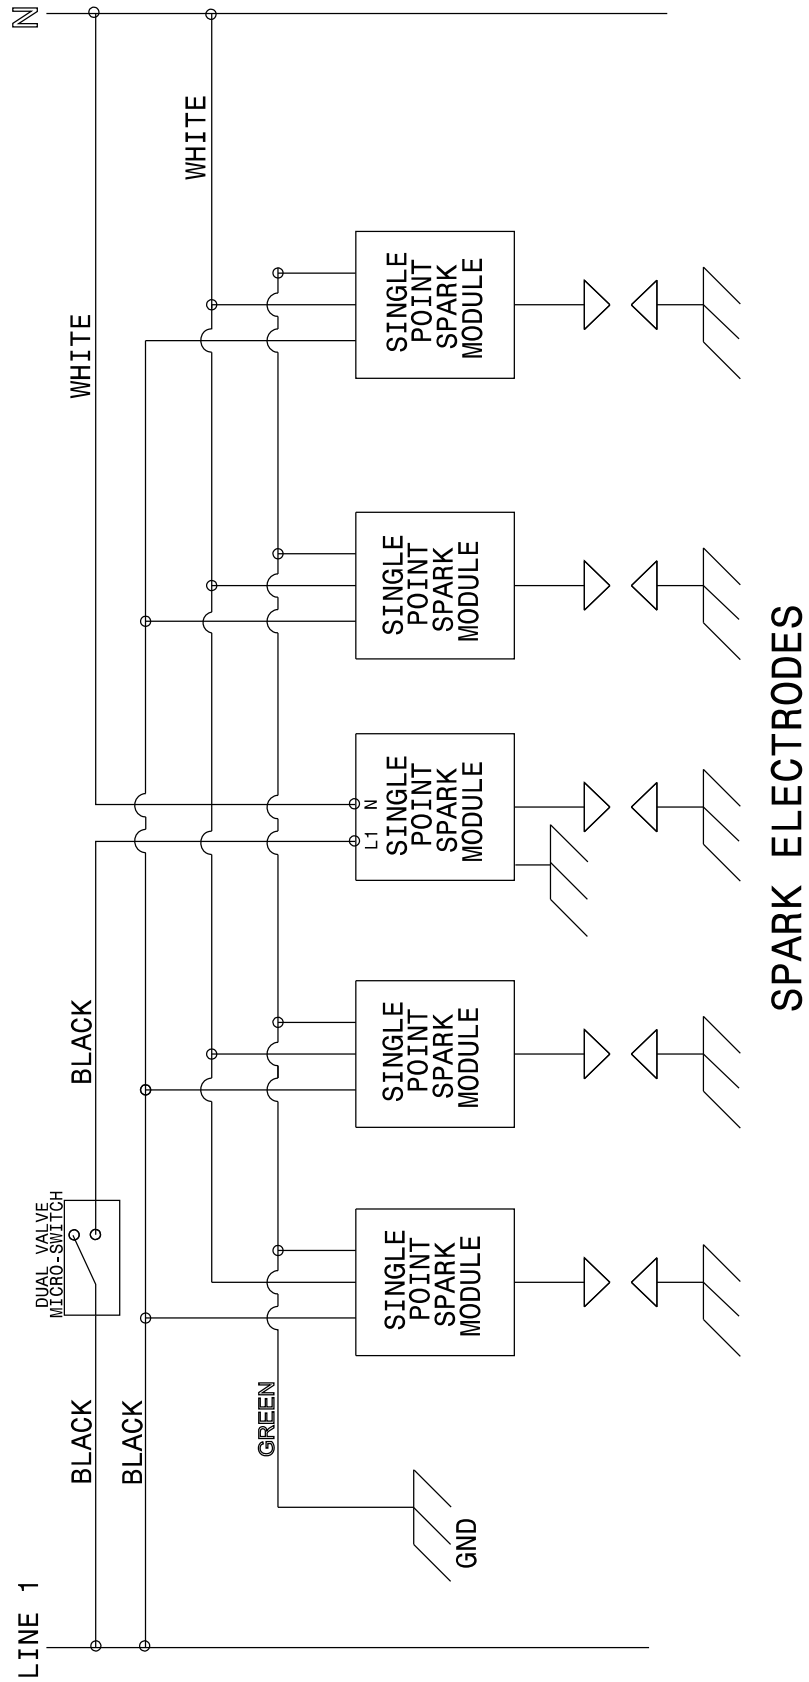 LINE 1
N
DUAL VALVE
MICRO-SWITCH
BLACK
BLACK
WHITE
BLACK
WHITE
GREEN
GND
SINGLE
POINT
SPARK
MODULE
SINGLE
POINT
SPARK
MODULE
L1 N
SINGLE
POINT
SPARK
MODULE
SINGLE
POINT
SPARK
MODULE
SINGLE
POINT
SPARK
MODULE
SPARK ELECTRODES